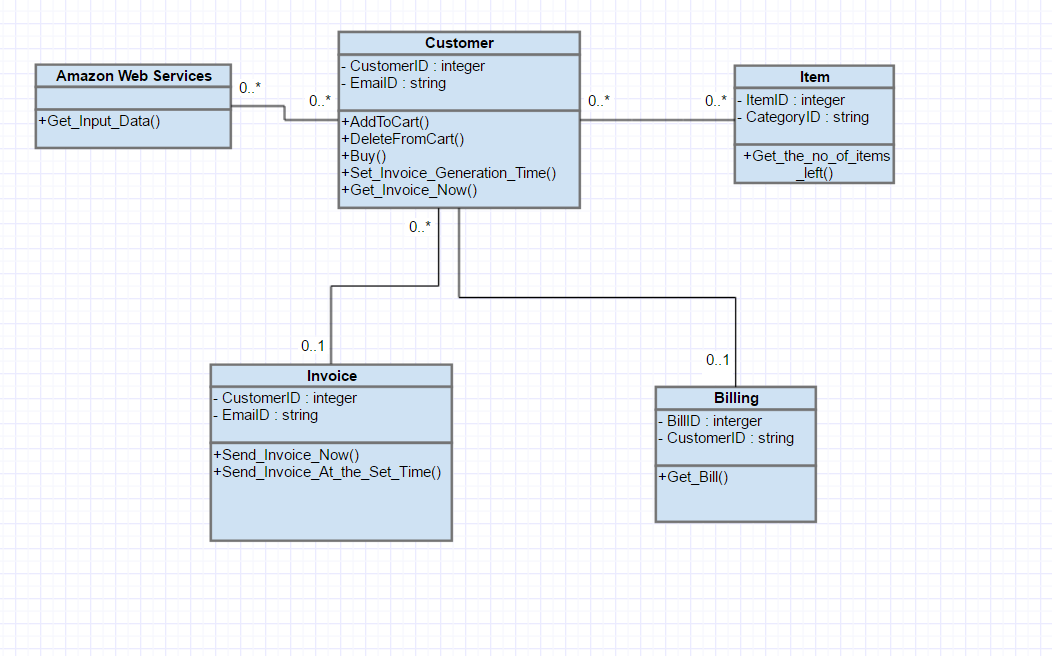 Customer
- CustomerID : integer
- EmailID : string
+AddToCart()
+DeleteFromCart()
+Buy()
+Set_Invoice_Generation_Time()
+Get_Invoice_Now()
Amazon Web Services
+Get_Input_Data()
0..*
0..*
0..*
0..*
Item
- ItemID : integer
- CategoryID : string
+Get_the_no_of_items
_left()
0..*
0..1
0..1
Invoice
- CustomerID : integer
- EmailID : string
+Send_Invoice_Now()
+Send_Invoice_At_the_Set_Time()
Billing
- BillID : interger
- CustomerID : string
+Get_Bill()